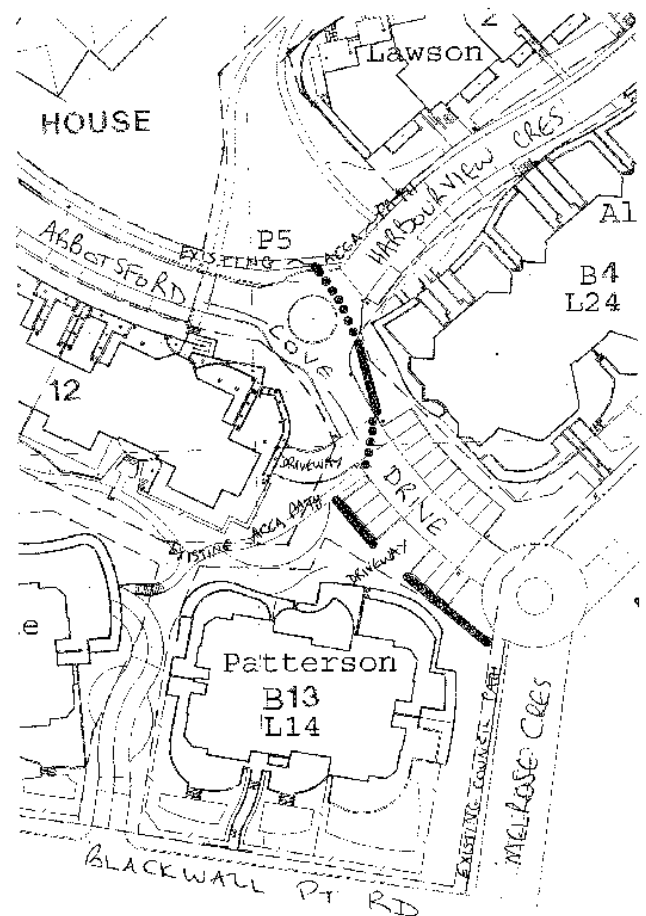 2
Lawson
HOUSE
HARBOURVIEW CRES
A1
P5
EXISTING ACCA PATH
ABBOTSFORD
COVE
DRIVE
B4
L24
12
DRIVEWAY
EXISTING ACCA PATH
DRIVEWAY
e
Patterson
B13
L14
EXISTING COUNCIL PATH
MELROSE CRES
BLACKWALL PT RD